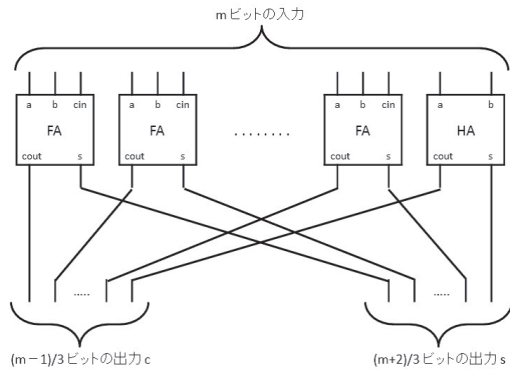 m ビットの入力
a b cin a b cin a b cin a b
FA FA ........ FA HA
cout s cout s cout s cout s
..... .....
(m－1)/3 ビットの出力 c (m+2)/3 ビットの出力 s